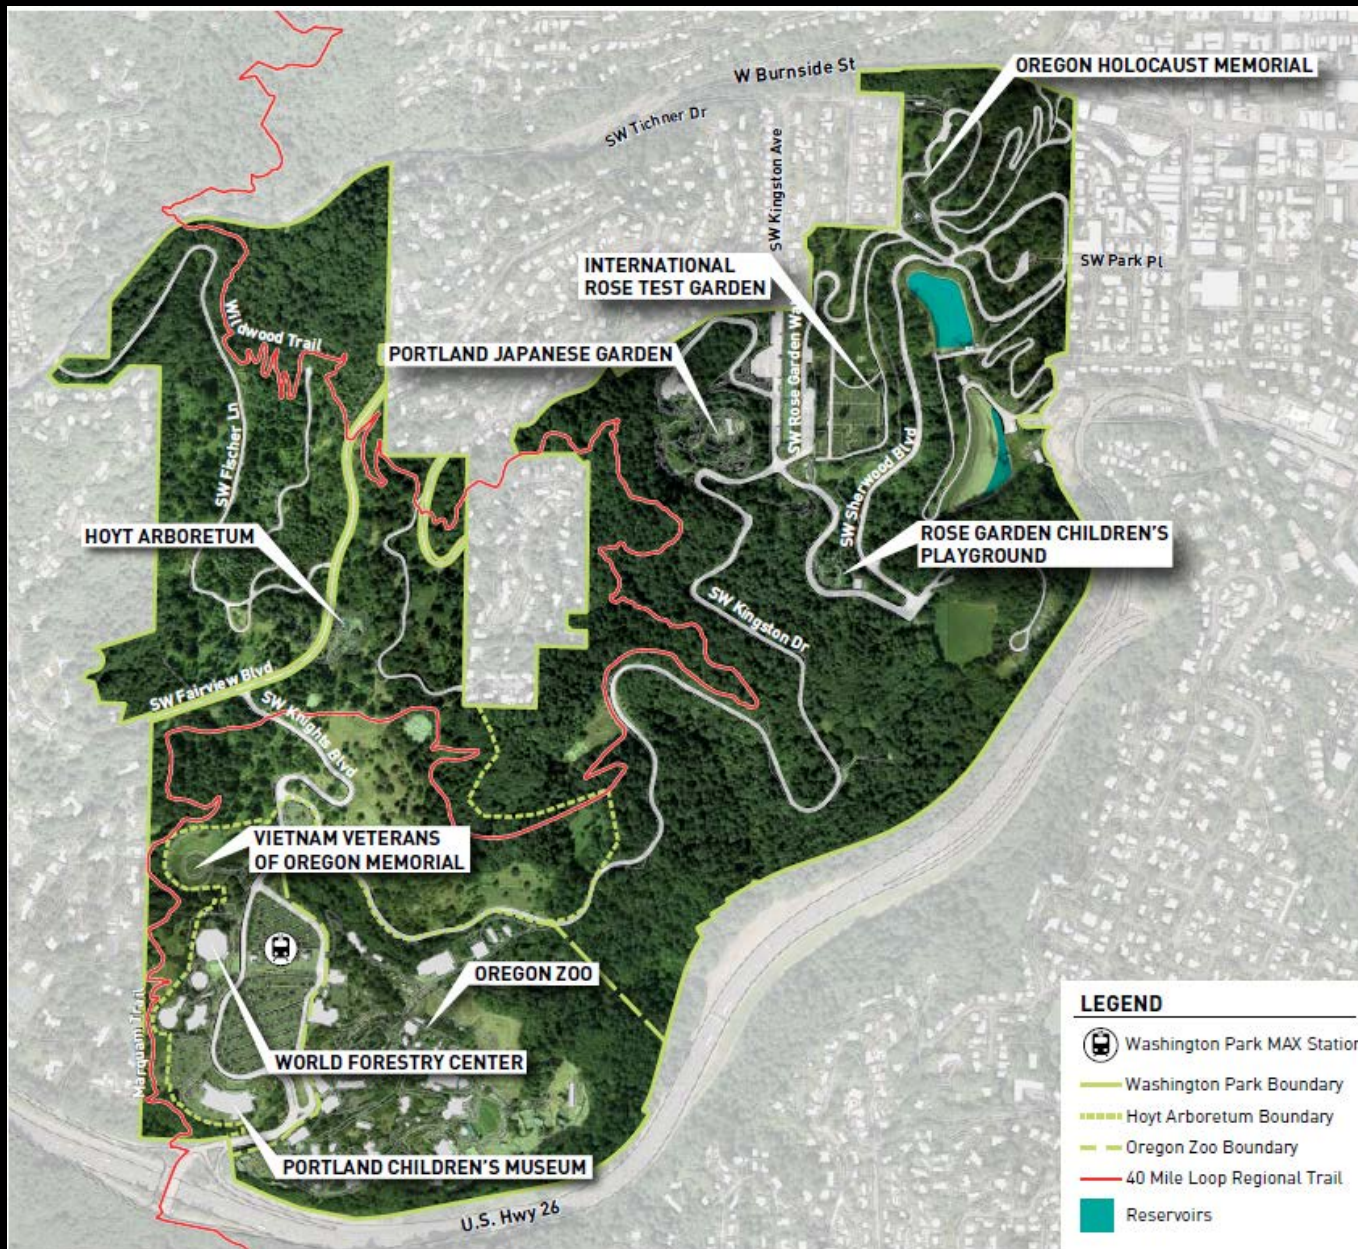 W Burnside St
OREGON HOLOCAUST MEMORIAL
SW Tichner Dr
SW Kingston Ave
INTERNATIONAL
ROSE TEST GARDEN
SW Park Pl
Wildwood Trail
PORTLAND JAPANESE GARDEN
SW Rose Garden
SW Fischer Ln
SW Sherwood Blvd
HOYT ARBORETUM
ROSE GARDEN CHILDREN'S
PLAYGROUND
SW Kingston Dr
SW Fairview Blvd
SW Knights Blvd
VIETNAM VETERANS
OF OREGON MEMORIAL
OREGON ZOO
Marquam Trail
WORLD FORESTRY CENTER
PORTLAND CHILDREN'S MUSEUM
U.S. Hwy 26
LEGEND
Washington Park MAX Station
Washington Park Boundary
Hoyt Arboretum Boundary
Oregon Zoo Boundary
40 Mile Loop Regional Trail
Reservoirs